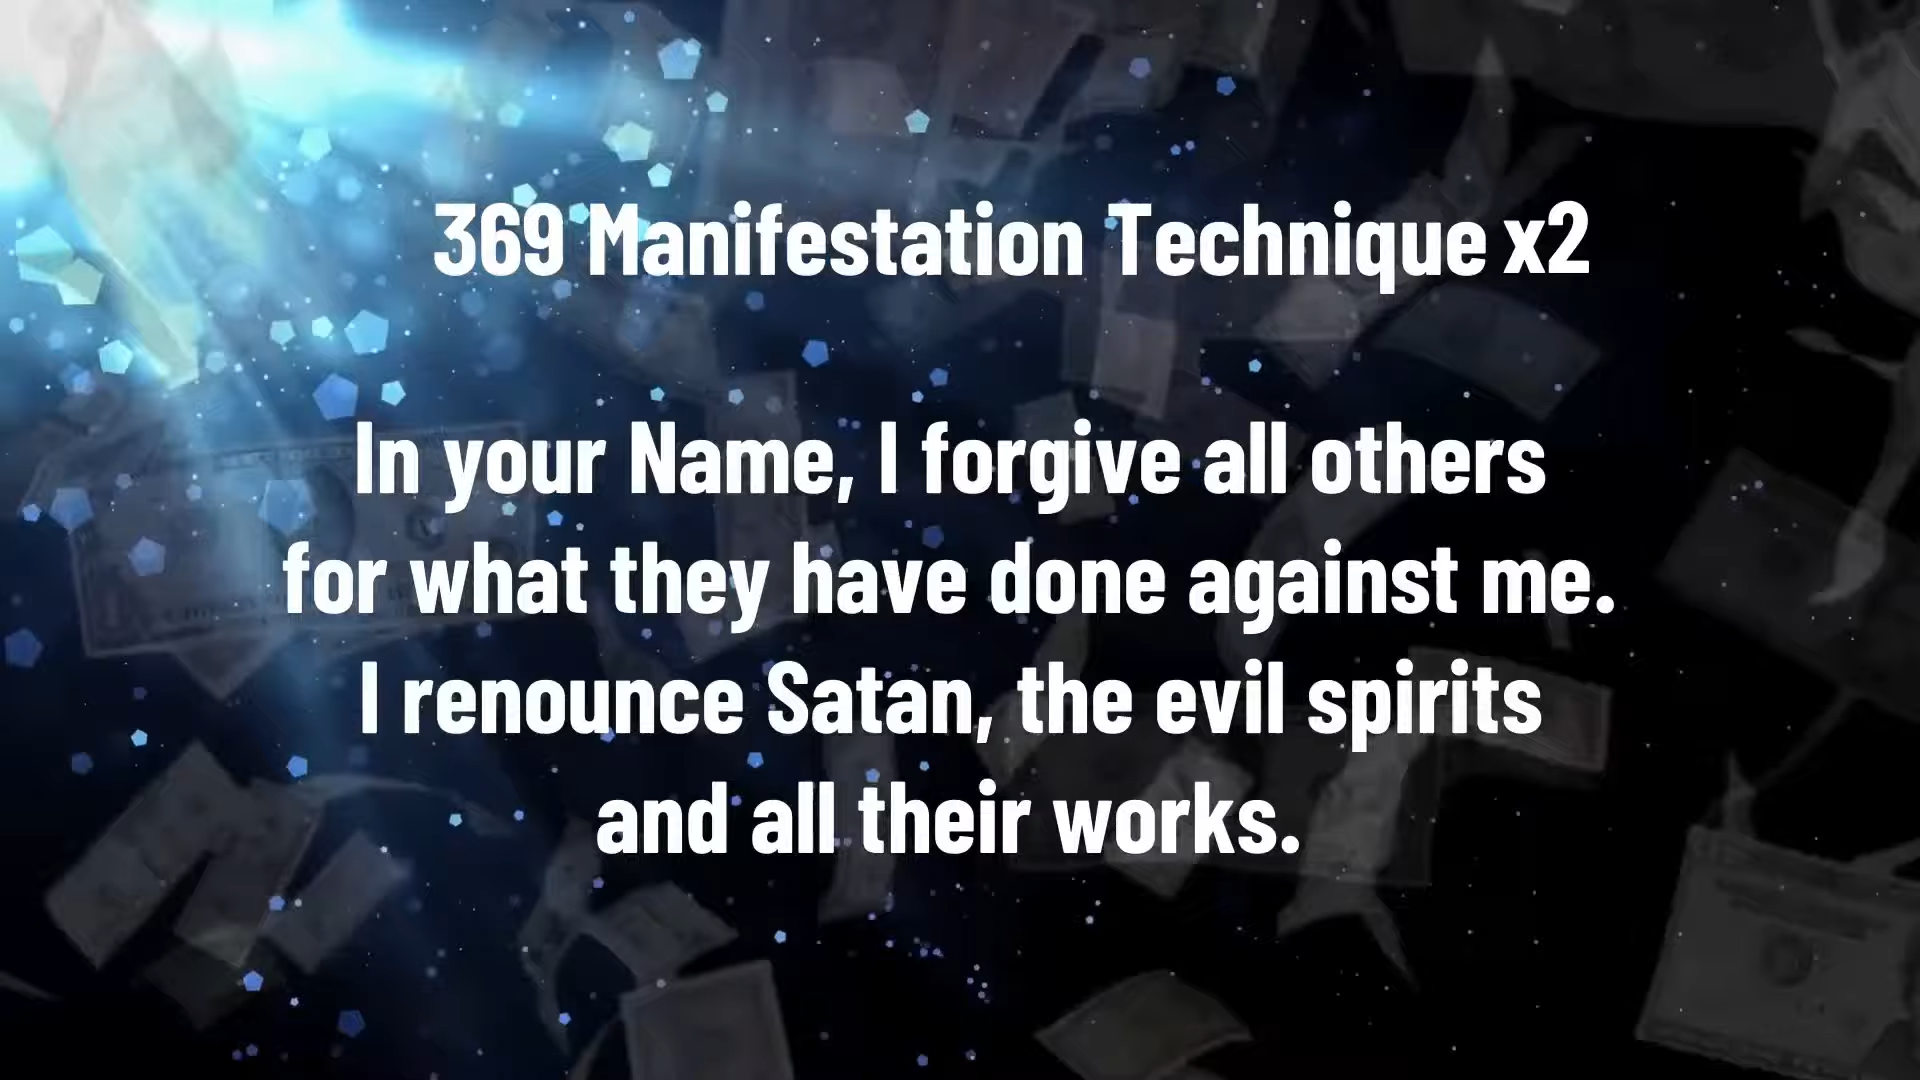 369 Manifestation Technique x2
In your Name, I forgive all others
for what they have done against me.
I renounce Satan, the evil spirits
and all their works.